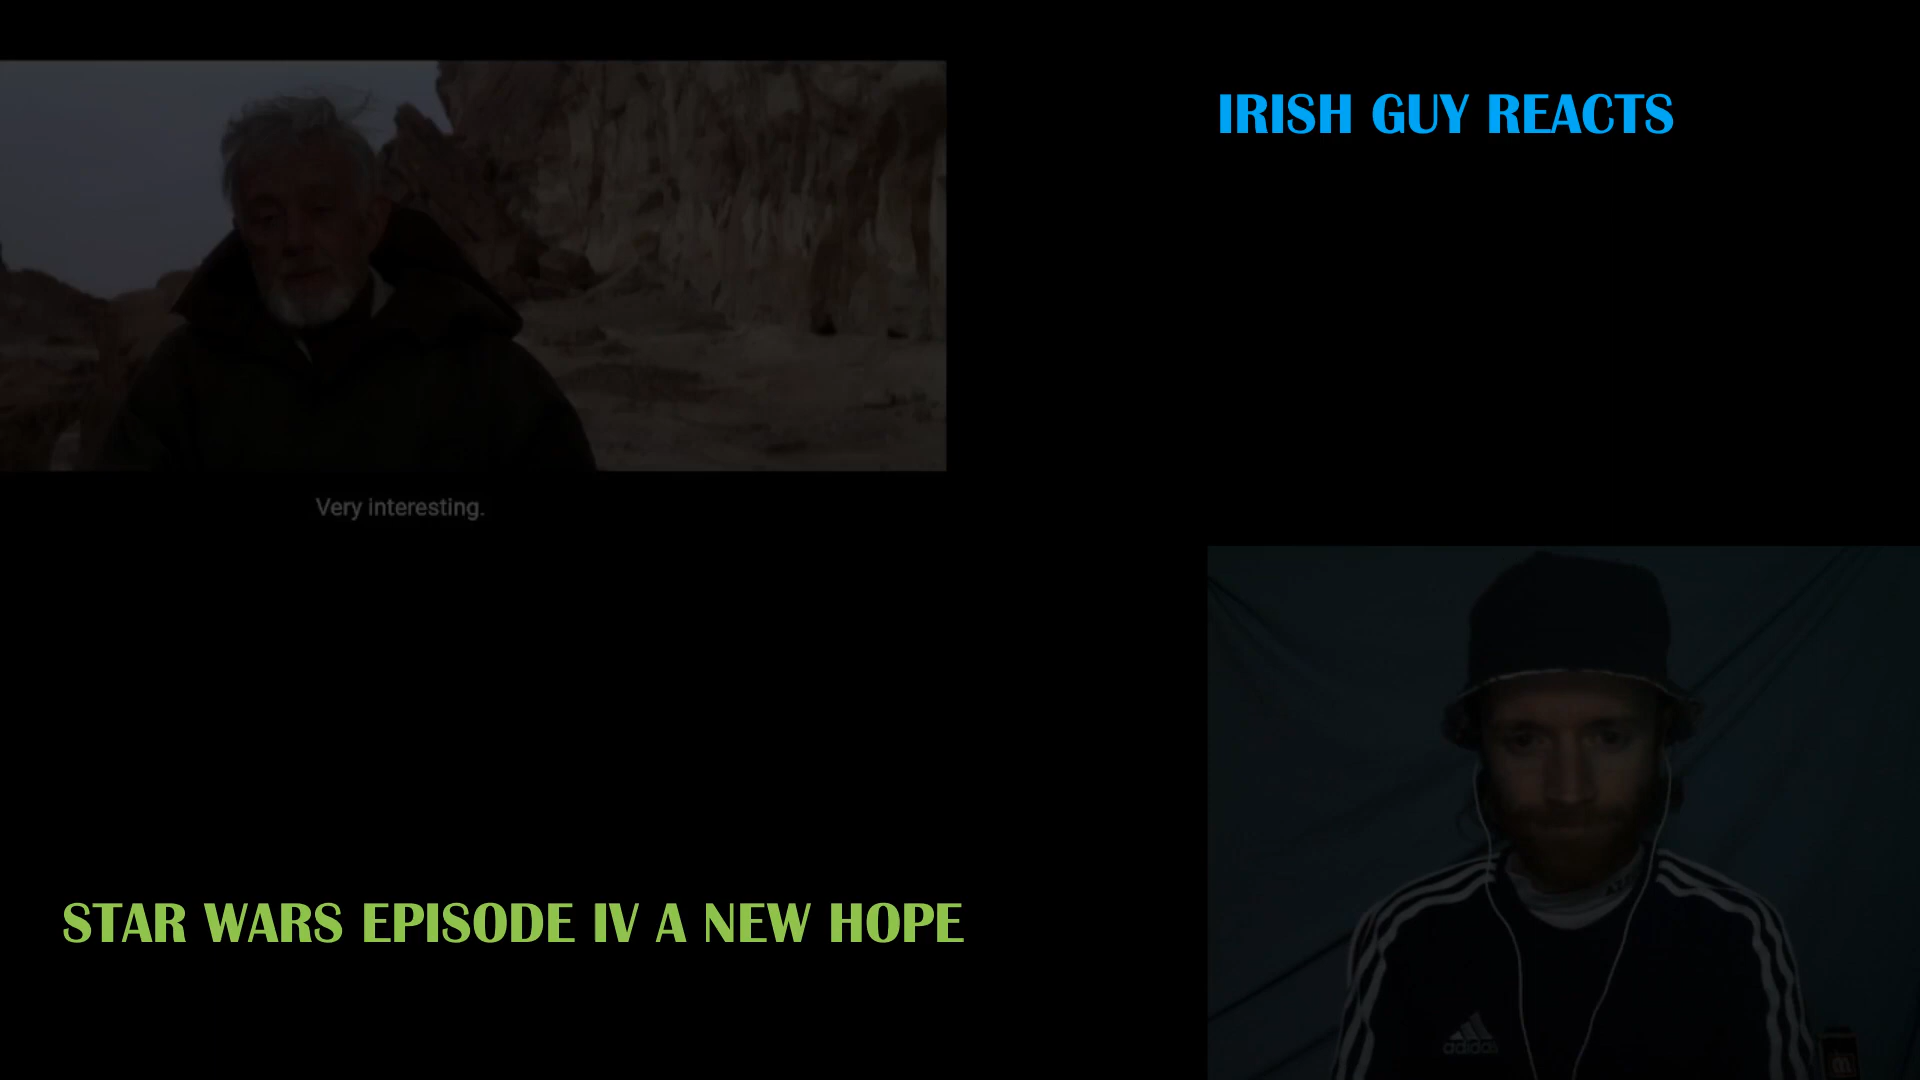 IRISH GUY REACTS
Very interesting.
STAR WARS EPISODE IV A NEW HOPE
adidas